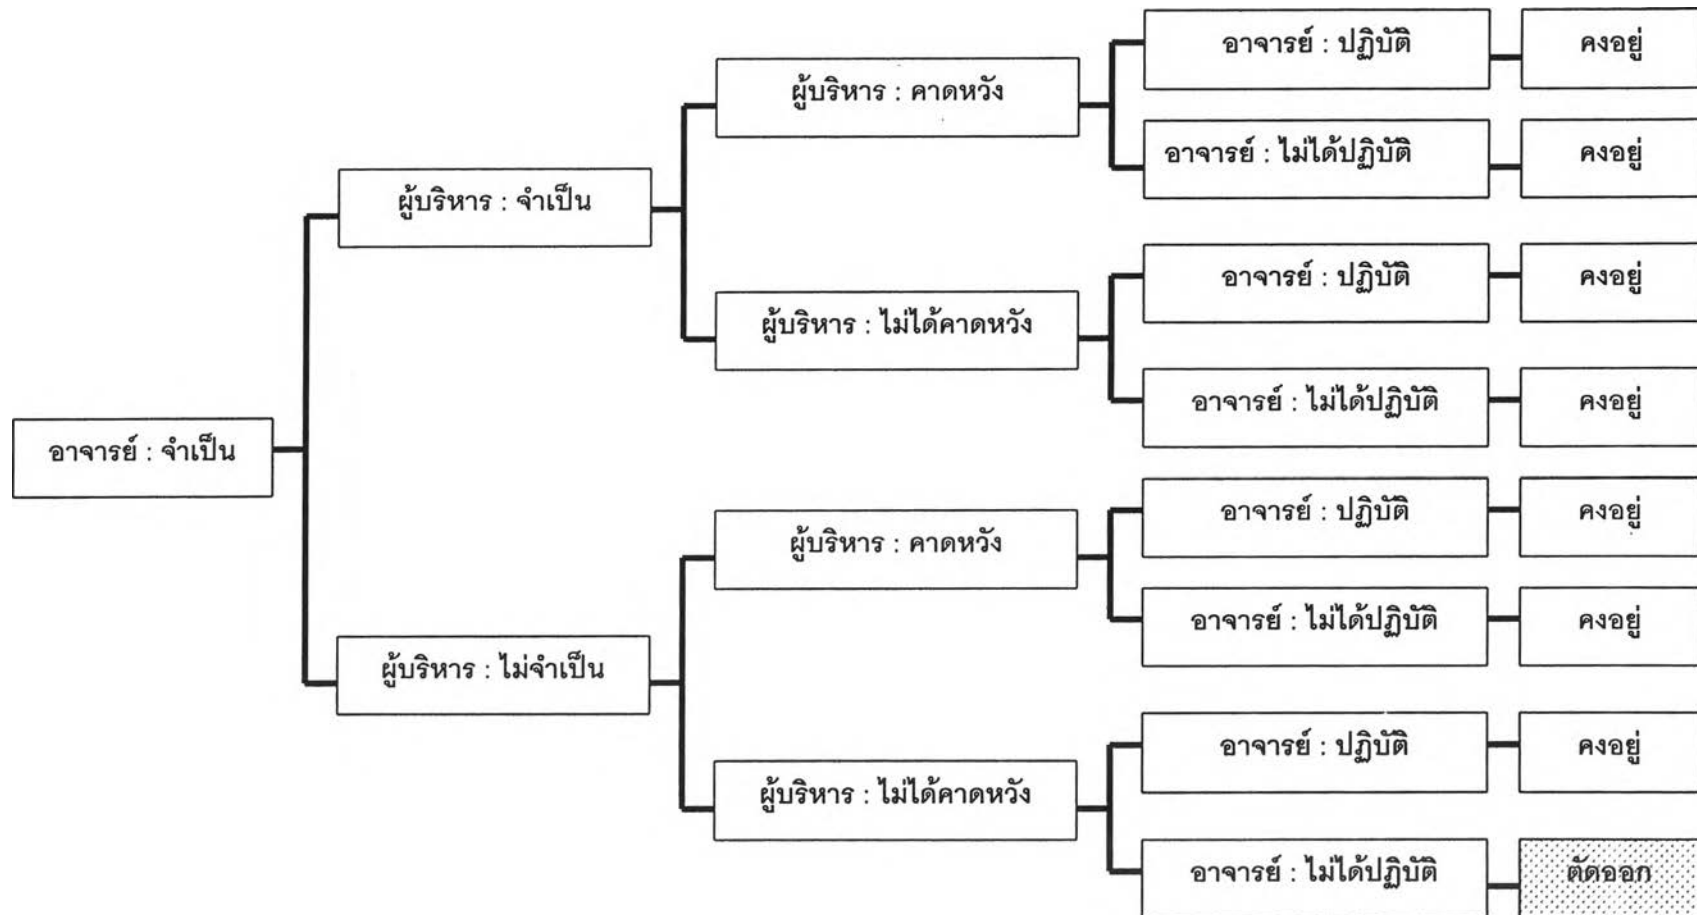 อาจารย์ : ปฏิบัติ คงอยู่
ผู้บริหาร : คาดหวัง
อาจารย์ : ไม่ได้ปฏิบัติ คงอยู่
ผู้บริหาร : จำเป็น
อาจารย์ : ปฏิบัติ คงอยู่
ผู้บริหาร : ไม่ได้คาดหวัง
อาจารย์ : ไม่ได้ปฏิบัติ คงอยู่
อาจารย์ : จำเป็น
อาจารย์ : ปฏิบัติ คงอยู่
ผู้บริหาร : คาดหวัง
อาจารย์ : ไม่ได้ปฏิบัติ คงอยู่
ผู้บริหาร : ไม่จำเป็น
อาจารย์ : ปฏิบัติ คงอยู่
ผู้บริหาร : ไม่ได้คาดหวัง
อาจารย์ : ไม่ได้ปฏิบัติ ตัดออก